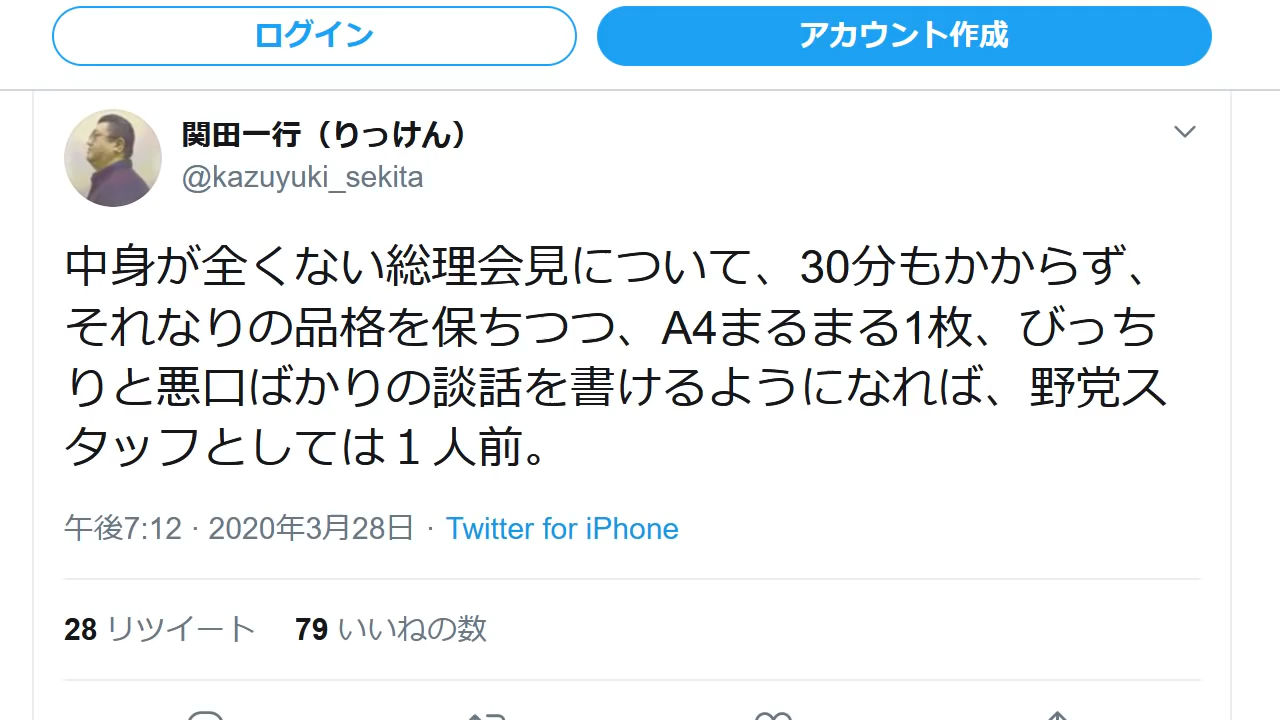 ログイン
アカウント作成
関田一行（りっけん）
@kazuyuki_sekita
中身が全くない総理会見について、30分もかからず、
それなりの品格を保ちつつ、A4まるまる1枚、びっち
りと悪口ばかりの談話を書けるようになれば、野党ス
タッフとしては１人前。
午後7:12 · 2020年3月28日 · Twitter for iPhone
28 リツイート 79 いいねの数